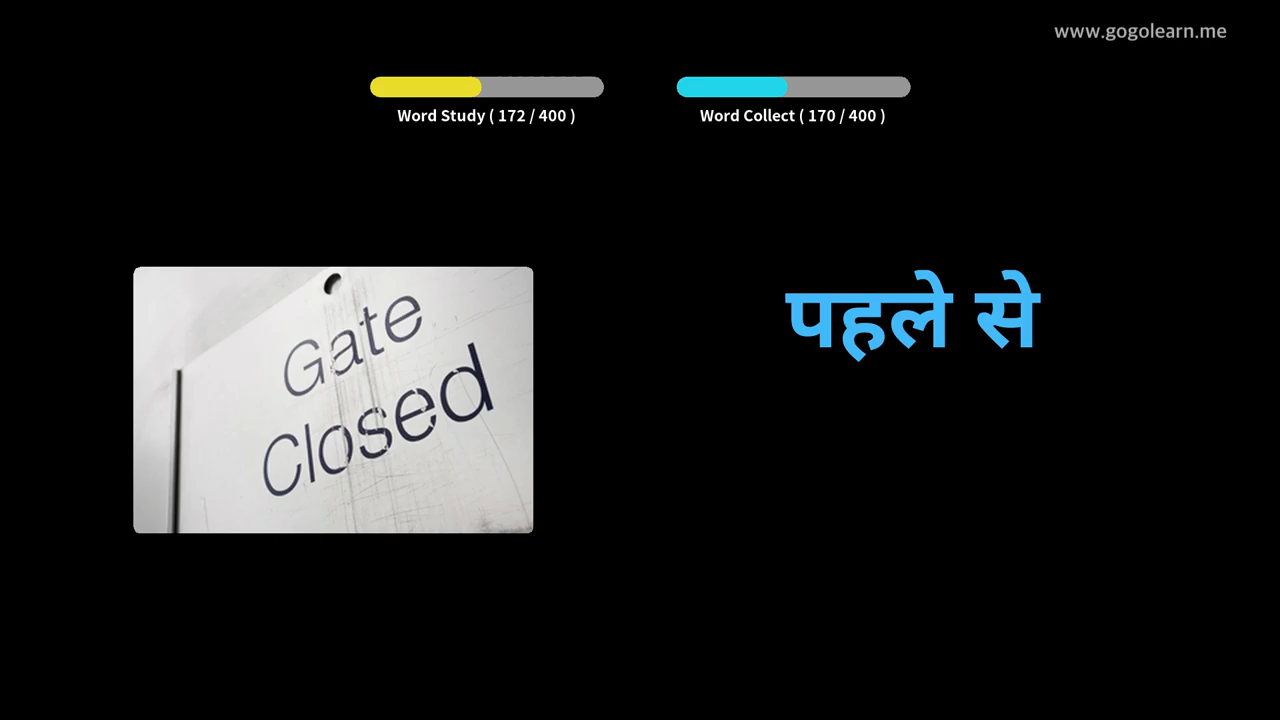 www.gogolearn.me
Word Study ( 172 / 400 )
Word Collect ( 170 / 400 )
Gate
Closed
पहले से